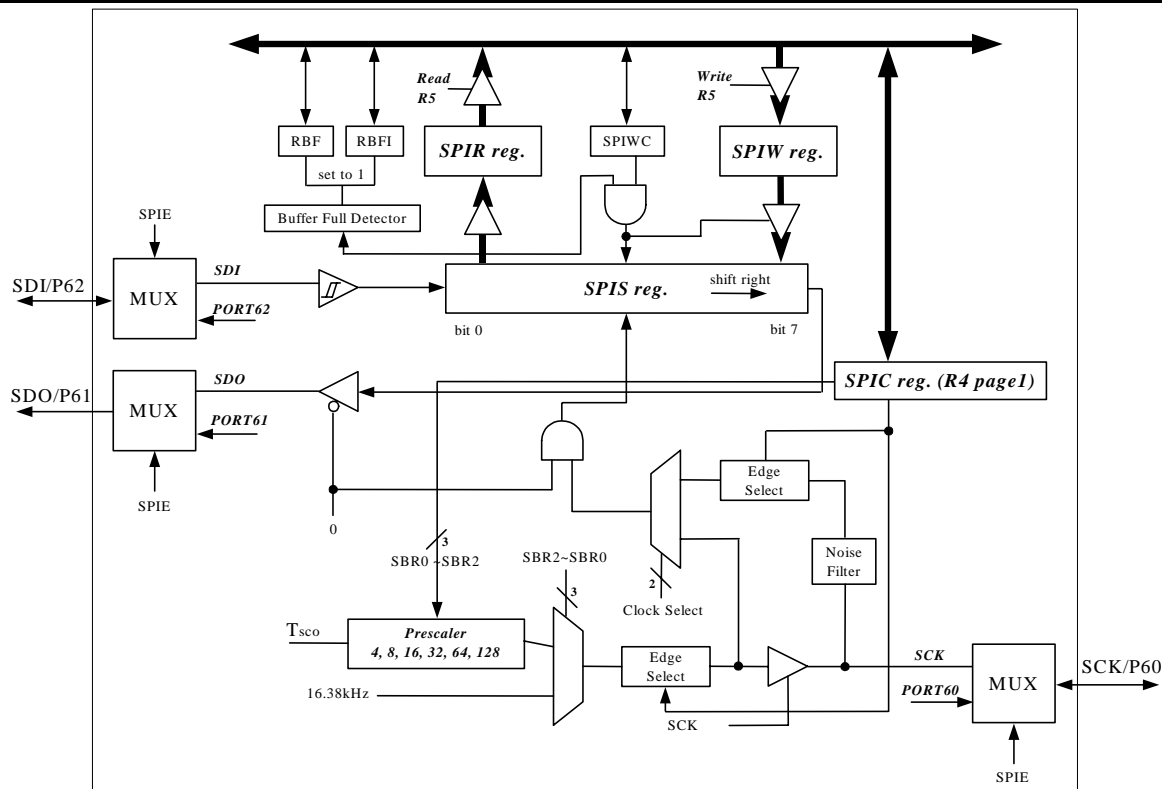 Read
R5
Write
R5
RBF
RBFI
SPIR reg.
SPIWC
SPIW reg.
set to 1
Buffer Full Detector
SPIE
SDI/P62
MUX
SDI
PORT62
SPIS reg.
shift right
bit 0
bit 7
SDO/P61
MUX
SDO
PORT61
SPIE
SPIC reg. (R4 page1)
0
Edge
Select
Noise
Filter
3
SBR0 ~SBR2
SBR2~SBR0
3
2
Clock Select
Tsco
Prescaler
4, 8, 16, 32, 64, 128
16.38kHz
Edge
Select
SCK
SCK
PORT60
MUX
SCK/P60
SPIE